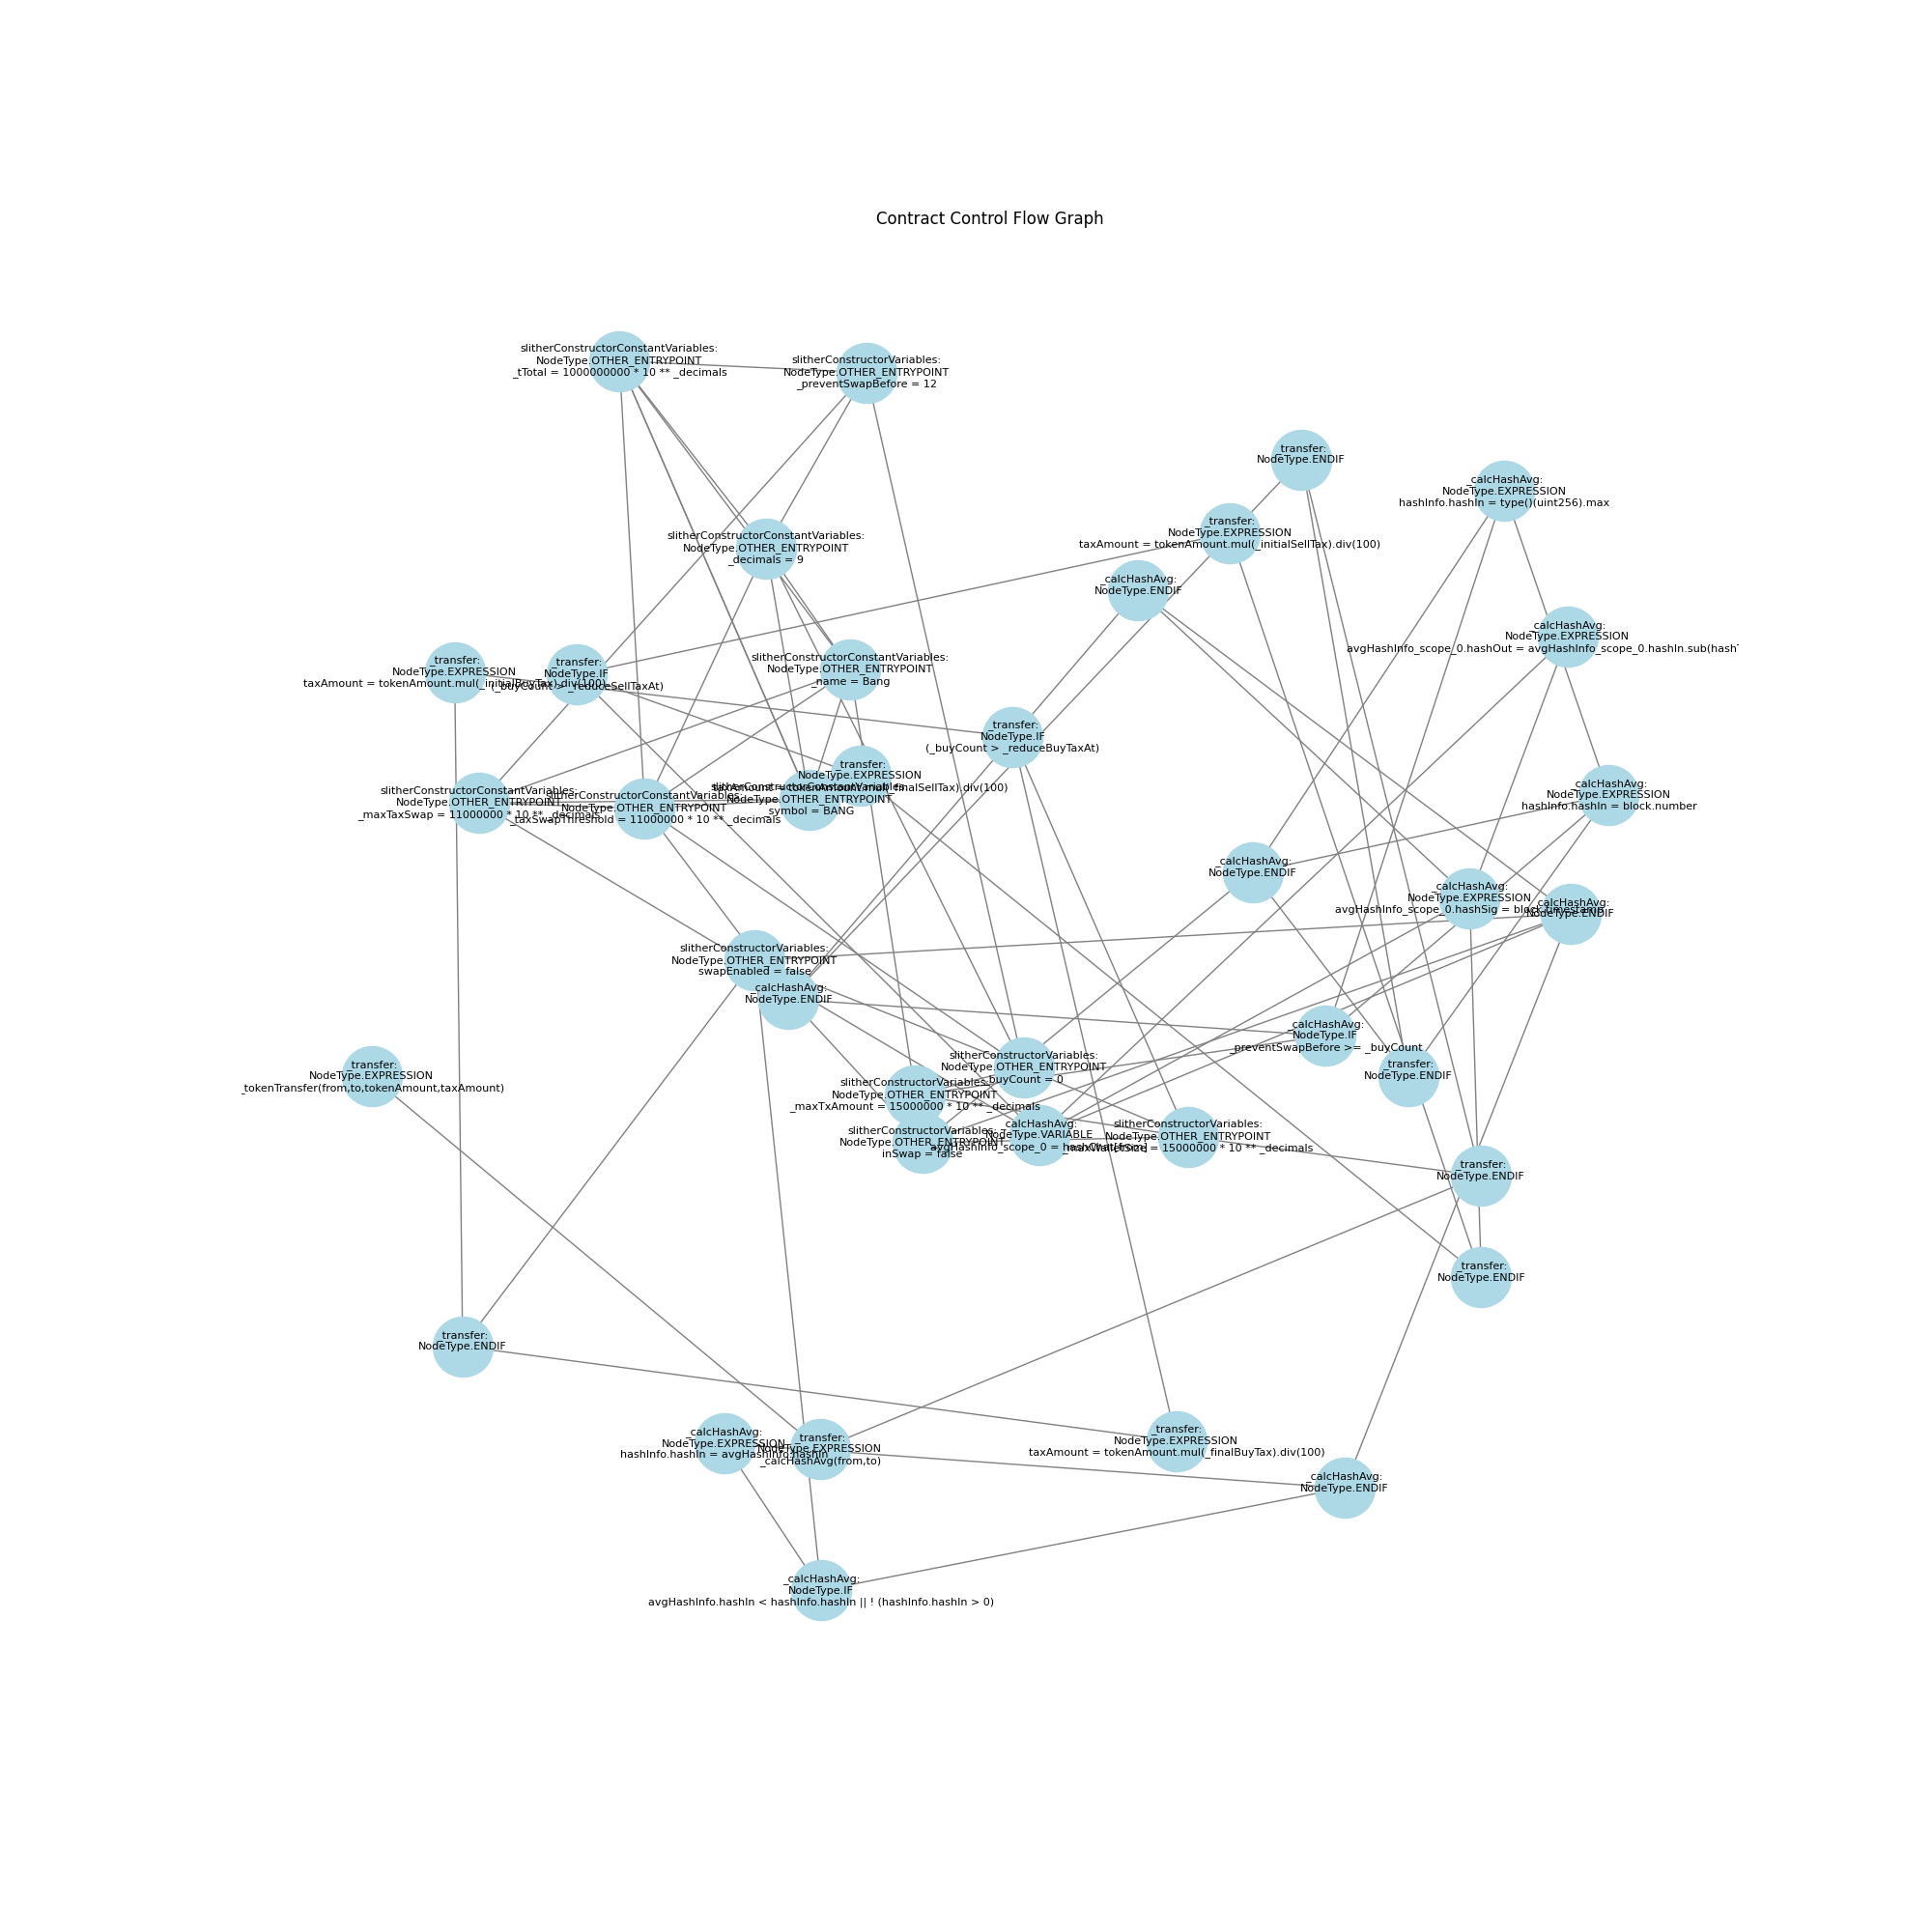 Contract Control Flow Graph
slitherConstructorConstantVariables:
NodeType.OTHER_ENTRYPOINT
_tTotal = 1000000000 * 10 ** _decimals
slitherConstructorVariables:
NodeType.OTHER_ENTRYPOINT
_preventSwapBefore = 12
_transfer:
NodeType.ENDIF
_calcHashAvg:
NodeType.EXPRESSION
hashInfo.hashIn = type()(uint256).max
_transfer:
NodeType.EXPRESSION
taxAmount = tokenAmount.mul(_initialSellTax).div(100)
slitherConstructorConstantVariables:
NodeType.OTHER_ENTRYPOINT
_decimals = 9
_calcHashAvg:
NodeType.ENDIF
_calcHashAvg:
NodeType.EXPRESSION
avgHashInfo_scope_0.hashOut = avgHashInfo_scope_0.hashIn.sub(hash
_transfer:
NodeType.EXPRESSION
taxAmount = tokenAmount.mul(_initialBuyTax).div(100)
_transfer:
NodeType.IF
(_buyCount > _reduceSellTaxAt)
slitherConstructorConstantVariables:
NodeType.OTHER_ENTRYPOINT
_name = Bang
_transfer:
NodeType.IF
(_buyCount > _reduceBuyTaxAt)
_transfer:
NodeType.EXPRESSION
taxAmount = tokenAmount.mul(_finalSellTax).div(100)
slitherConstructorConstantVariables:
NodeType.OTHER_ENTRYPOINT
_maxTaxSwap = 11000000 * 10 ** _decimals
slitherConstructorConstantVariables:
NodeType.OTHER_ENTRYPOINT
_taxSwapThreshold = 11000000 * 10 ** _decimals
slitherConstructorConstantVariables:
NodeType.OTHER_ENTRYPOINT
_symbol = BANG
_calcHashAvg:
NodeType.EXPRESSION
hashInfo.hashIn = block.number
_calcHashAvg:
NodeType.ENDIF
_calcHashAvg:
NodeType.EXPRESSION
avgHashInfo_scope_0.hashSig = block.timestamp
_calcHashAvg:
NodeType.ENDIF
slitherConstructorVariables:
NodeType.OTHER_ENTRYPOINT
swapEnabled = false
_calcHashAvg:
NodeType.ENDIF
_calcHashAvg:
NodeType.IF
_preventSwapBefore >= _buyCount
_transfer:
NodeType.EXPRESSION
_tokenTransfer(from,to,tokenAmount,taxAmount)
slitherConstructorVariables:
NodeType.OTHER_ENTRYPOINT
_buyCount = 0
_transfer:
NodeType.ENDIF
slitherConstructorVariables:
NodeType.OTHER_ENTRYPOINT
_maxTxAmount = 15000000 * 10 ** _decimals
slitherConstructorVariables:
NodeType.OTHER_ENTRYPOINT
inSwap = false
_calcHashAvg:
NodeType.VARIABLE
avgHashInfo_scope_0 = hashChart[from]
slitherConstructorVariables:
NodeType.OTHER_ENTRYPOINT
_maxWalletSize = 15000000 * 10 ** _decimals
_transfer:
NodeType.ENDIF
_transfer:
NodeType.ENDIF
_transfer:
NodeType.ENDIF
_calcHashAvg:
NodeType.EXPRESSION
hashInfo.hashIn = avgHashInfo.hashIn
_transfer:
NodeType.EXPRESSION
_calcHashAvg(from,to)
_transfer:
NodeType.EXPRESSION
taxAmount = tokenAmount.mul(_finalBuyTax).div(100)
_calcHashAvg:
NodeType.ENDIF
_calcHashAvg:
NodeType.IF
avgHashInfo.hashIn < hashInfo.hashIn || ! (hashInfo.hashIn > 0)